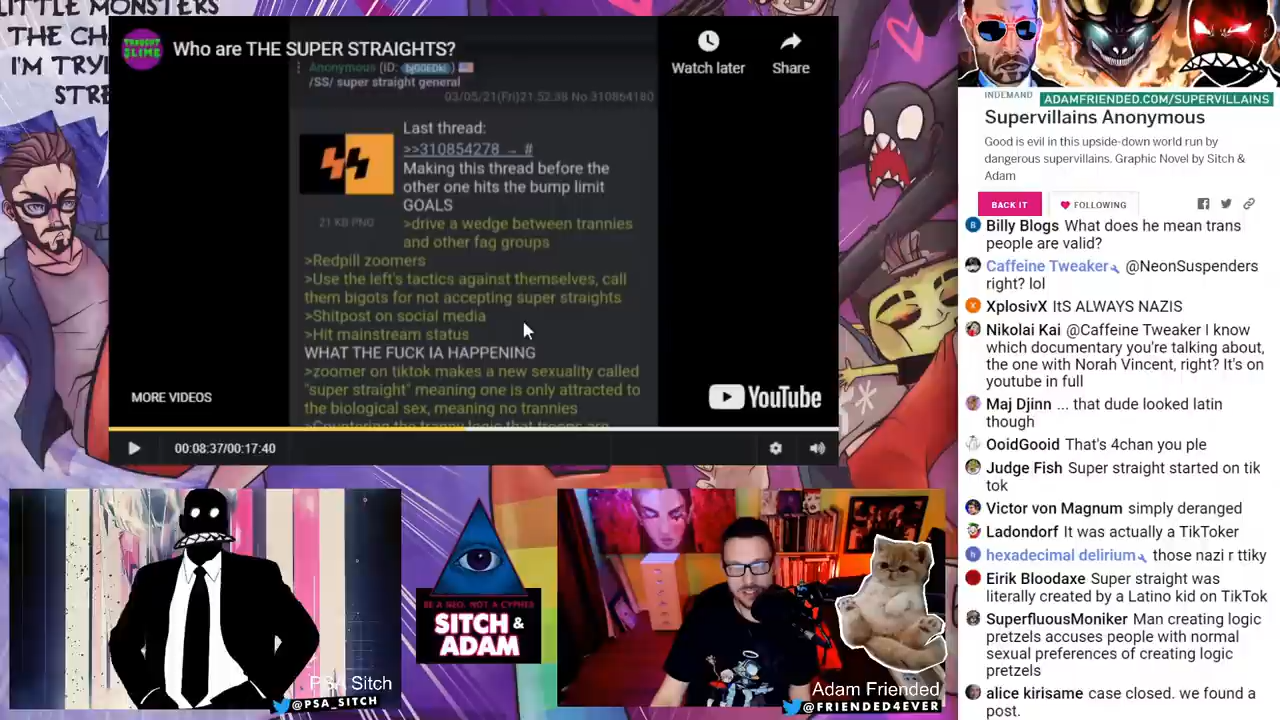 LITTLE MONSTERS
THE CH
I'M TRYI
STRE
THOUGHT
SLIME
Who are THE SUPER STRAIGHTS?
Watch later
Share
Anonymous (ID: bjG0EDki)
/SS/ super straight general
03/05/21(Fri)21:52:38 No.310864180
21 KB PNG
Last thread:
>>310854278 → #
Making this thread before the
other one hits the bump limit
GOALS
>drive a wedge between trannies
and other fag groups
>Redpill zoomers
>Use the left's tactics against themselves, call
them bigots for not accepting super straights
>Shitpost on social media
>Hit mainstream status
WHAT THE FUCK IA HAPPENING
>zoomer on tiktok makes a new sexuality called
"super straight" meaning one is only attracted to
the biological sex, meaning no trannies
>Countering the tranny logic that troops are
MORE VIDEOS
YouTube
00:08:37/00:17:40
BE A NEO, NOT A CYPHER
SITCH &
ADAM
PSA Sitch
@PSA_SITCH
Adam Friended
@FRIENDED4EVER
INDEMAND
ADAMFRIENDED.COM/SUPERVILLAINS
Supervillains Anonymous
Good is evil in this upside-down world run by
dangerous supervillains. Graphic Novel by Sitch &
Adam
BACK IT
FOLLOWING
B
Billy Blogs What does he mean trans
people are valid?
Caffeine Tweaker @NeonSuspenders
right? lol
XplosivX ItS ALWAYS NAZIS
Nikolai Kai @Caffeine Tweaker I know
which documentary you're talking about,
the one with Norah Vincent, right? It's on
youtube in full
Maj Djinn ... that dude looked latin
though
OoidGooid That's 4chan you ple
Judge Fish Super straight started on tik
tok
Victor von Magnum simply deranged
Ladondorf It was actually a TikToker
h
hexadecimal delirium those nazi r ttiky
Eirik Bloodaxe Super straight was
literally created by a Latino kid on TikTok
SuperfluousMoniker Man creating logic
pretzels accuses people with normal
sexual preferences of creating logic
pretzels
alice kirisame case closed. we found a
post.